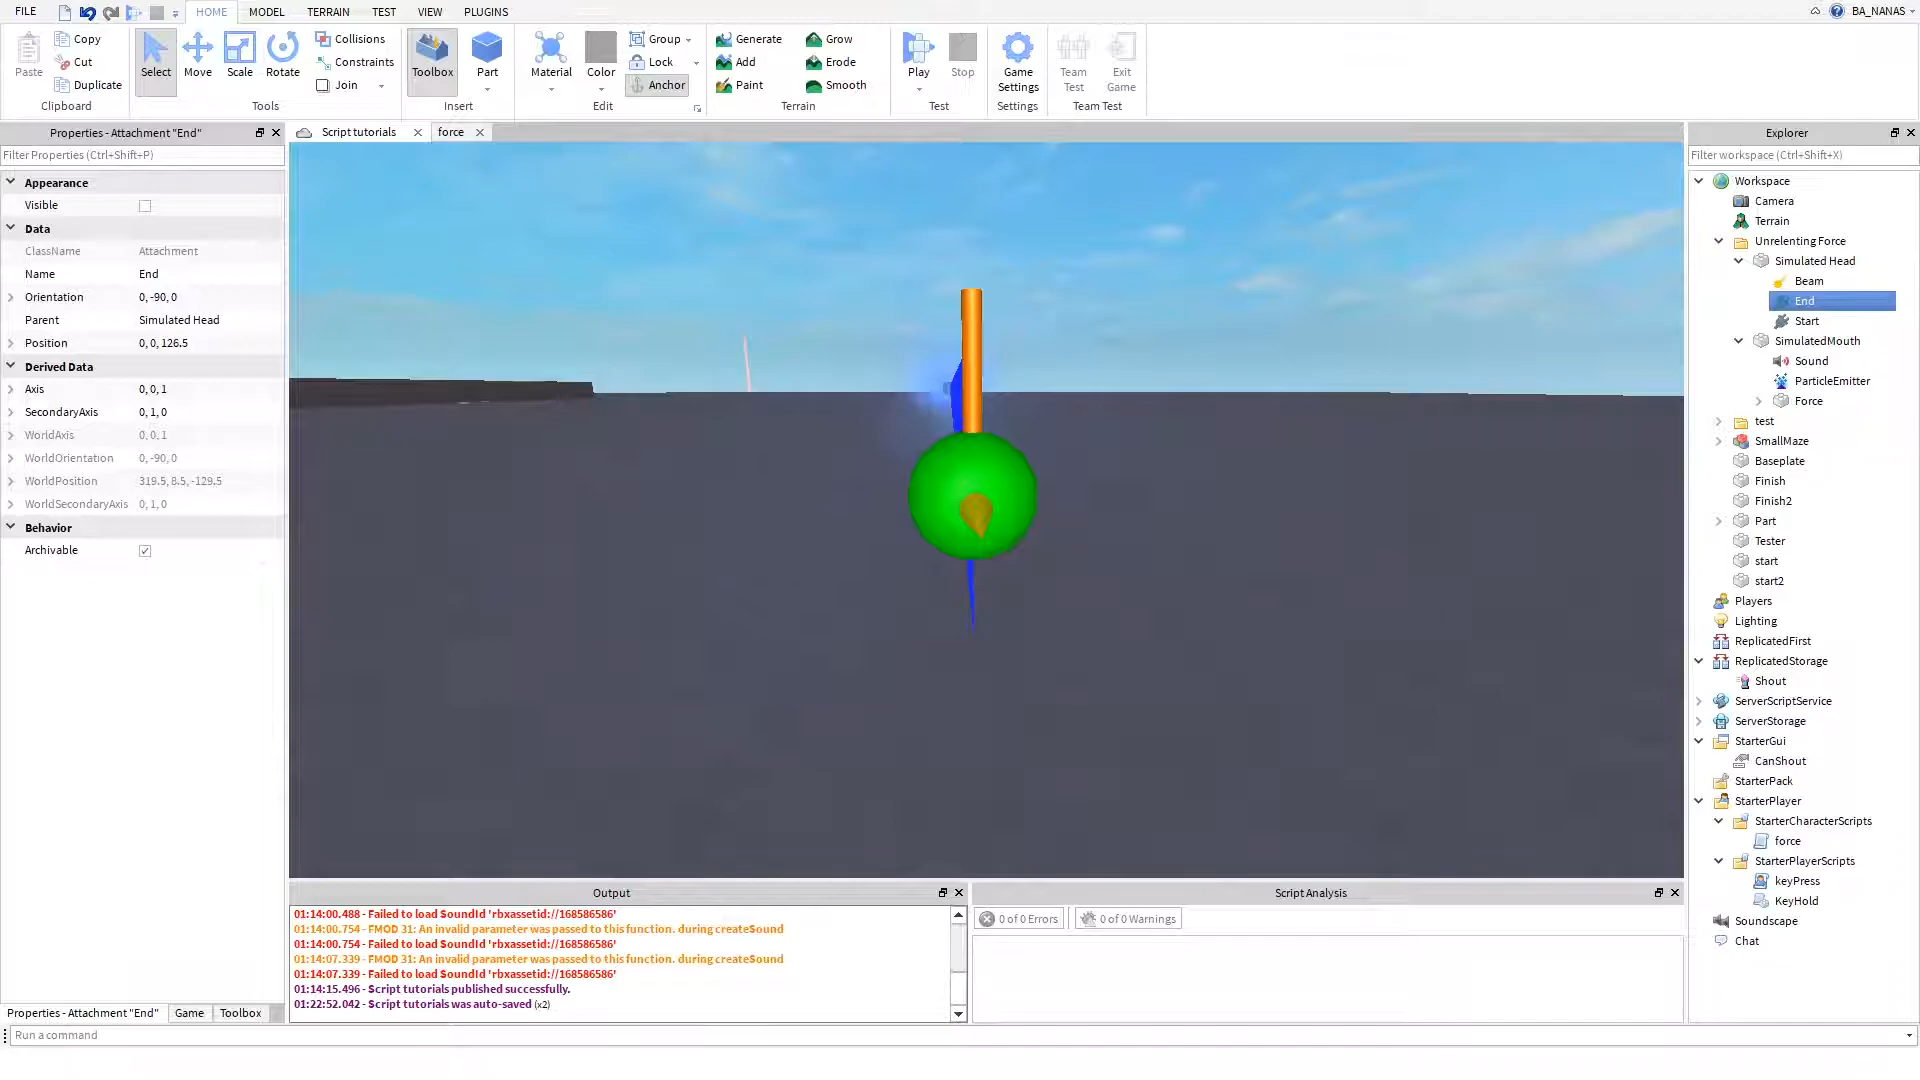 FILE
HOME
MODEL
TERRAIN
TEST
VIEW
PLUGINS
BA_NANAS
Paste
Copy
Cut
Duplicate
Clipboard
Select
Move
Scale
Rotate
Collisions
Constraints
Join
Tools
Toolbox
Part
Insert
Material
Color
Group
Lock
Anchor
Edit
Generate
Add
Paint
Grow
Erode
Smooth
Terrain
Play
Stop
Test
Game
Settings
Settings
Team
Test
Exit
Game
Team Test
Properties - Attachment "End"
Filter Properties (Ctrl+Shift+P)
Appearance
Visible
Data
ClassName Attachment
Name End
Orientation 0, -90, 0
Parent Simulated Head
Position 0, 0, 126.5
Derived Data
Axis 0, 0, 1
SecondaryAxis 0, 1, 0
WorldAxis 0, 0, 1
WorldOrientation 0, -90, 0
WorldPosition 319.5, 8.5, -129.5
WorldSecondaryAxis 0, 1, 0
Behavior
Archivable
Properties - Attachment "End"
Game
Toolbox
Run a command
Script tutorials
force
Output
01:14:00.488 - Failed to load SoundId 'rbxassetid://168586586'
01:14:00.754 - FMOD 31: An invalid parameter was passed to this function. during createSound
01:14:00.754 - Failed to load SoundId 'rbxassetid://168586586'
01:14:07.339 - FMOD 31: An invalid parameter was passed to this function. during createSound
01:14:07.339 - Failed to load SoundId 'rbxassetid://168586586'
01:14:15.496 - Script tutorials published successfully.
01:22:52.042 - Script tutorials was auto-saved (x2)
Script Analysis
0 of 0 Errors
0 of 0 Warnings
Explorer
Filter workspace (Ctrl+Shift+X)
Workspace
Camera
Terrain
Unrelenting Force
Simulated Head
Beam
End
Start
SimulatedMouth
Sound
ParticleEmitter
Force
test
SmallMaze
Baseplate
Finish
Finish2
Part
Tester
start
start2
Players
Lighting
ReplicatedFirst
ReplicatedStorage
Shout
ServerScriptService
ServerStorage
StarterGui
CanShout
StarterPack
StarterPlayer
StarterCharacterScripts
force
StarterPlayerScripts
keyPress
KeyHold
Soundscape
Chat